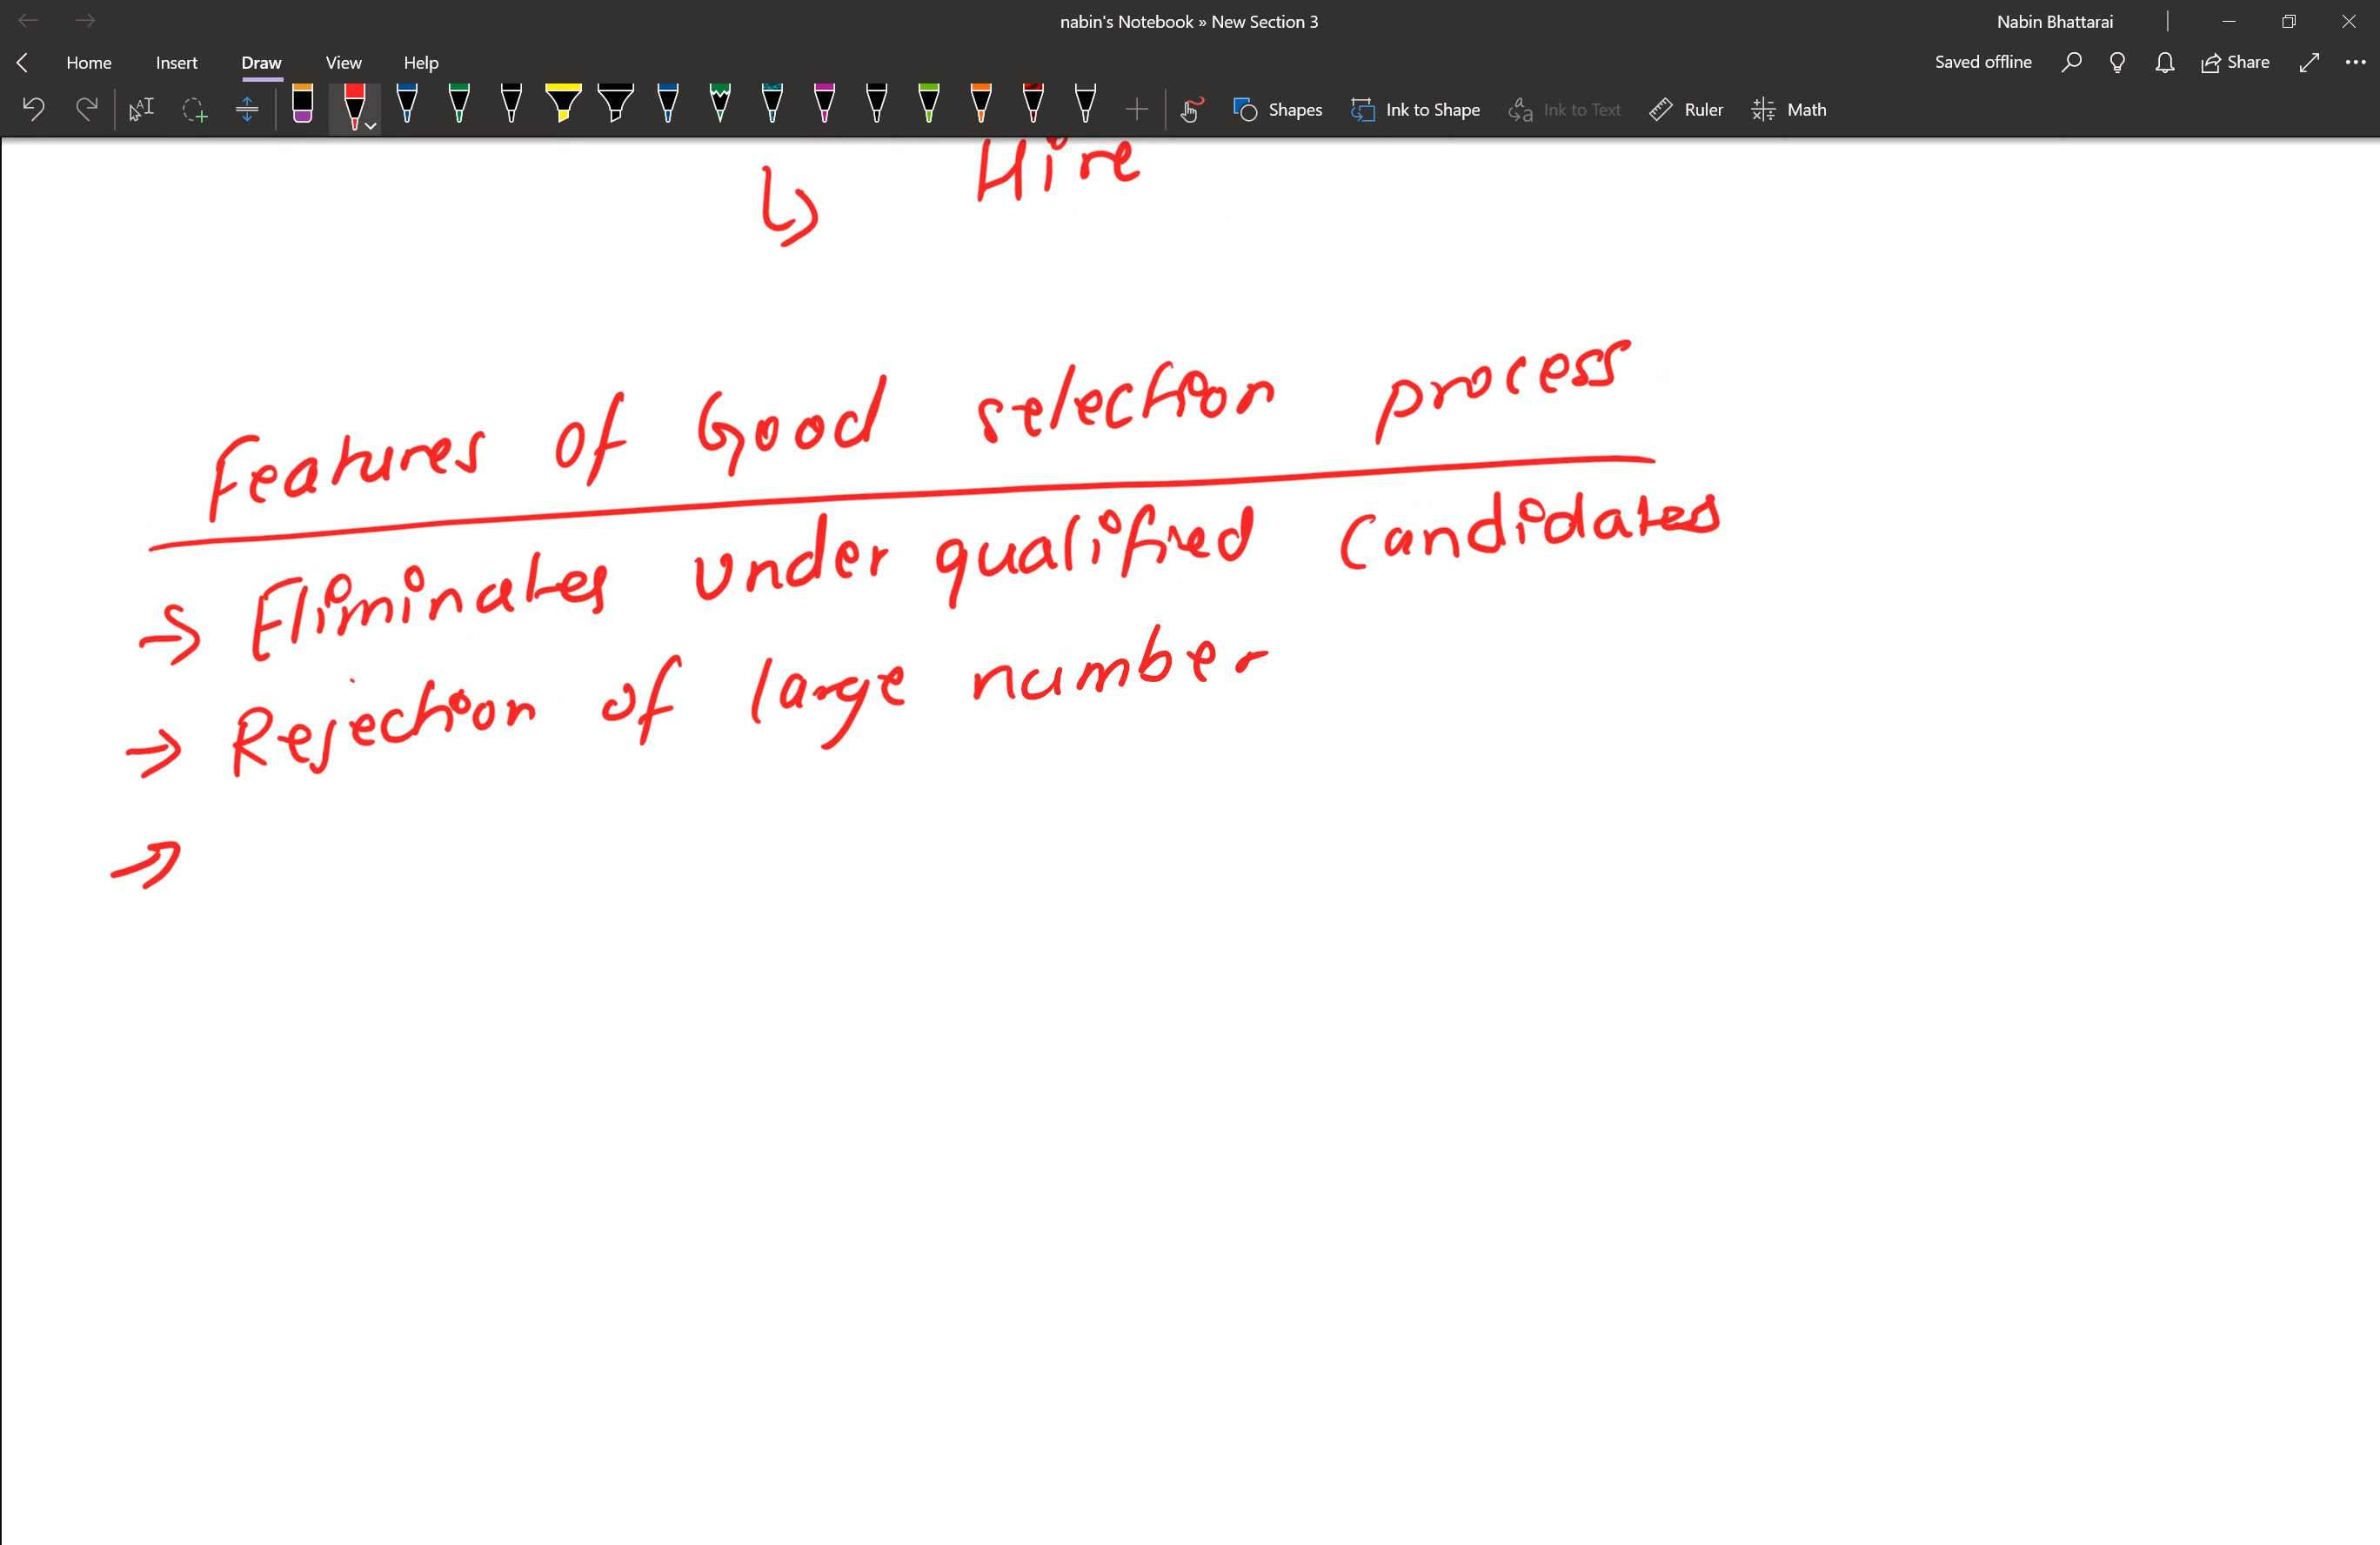 nabin's Notebook » New Section 3
Nabin Bhattarai
Home Insert Draw View Help
Saved offline
Share
Shapes
Ink to Shape
Ink to Text
Ruler
Math
Hire
Features of Good selection process
→ Eliminates under qualified candidates
→ Rejection of large number
→